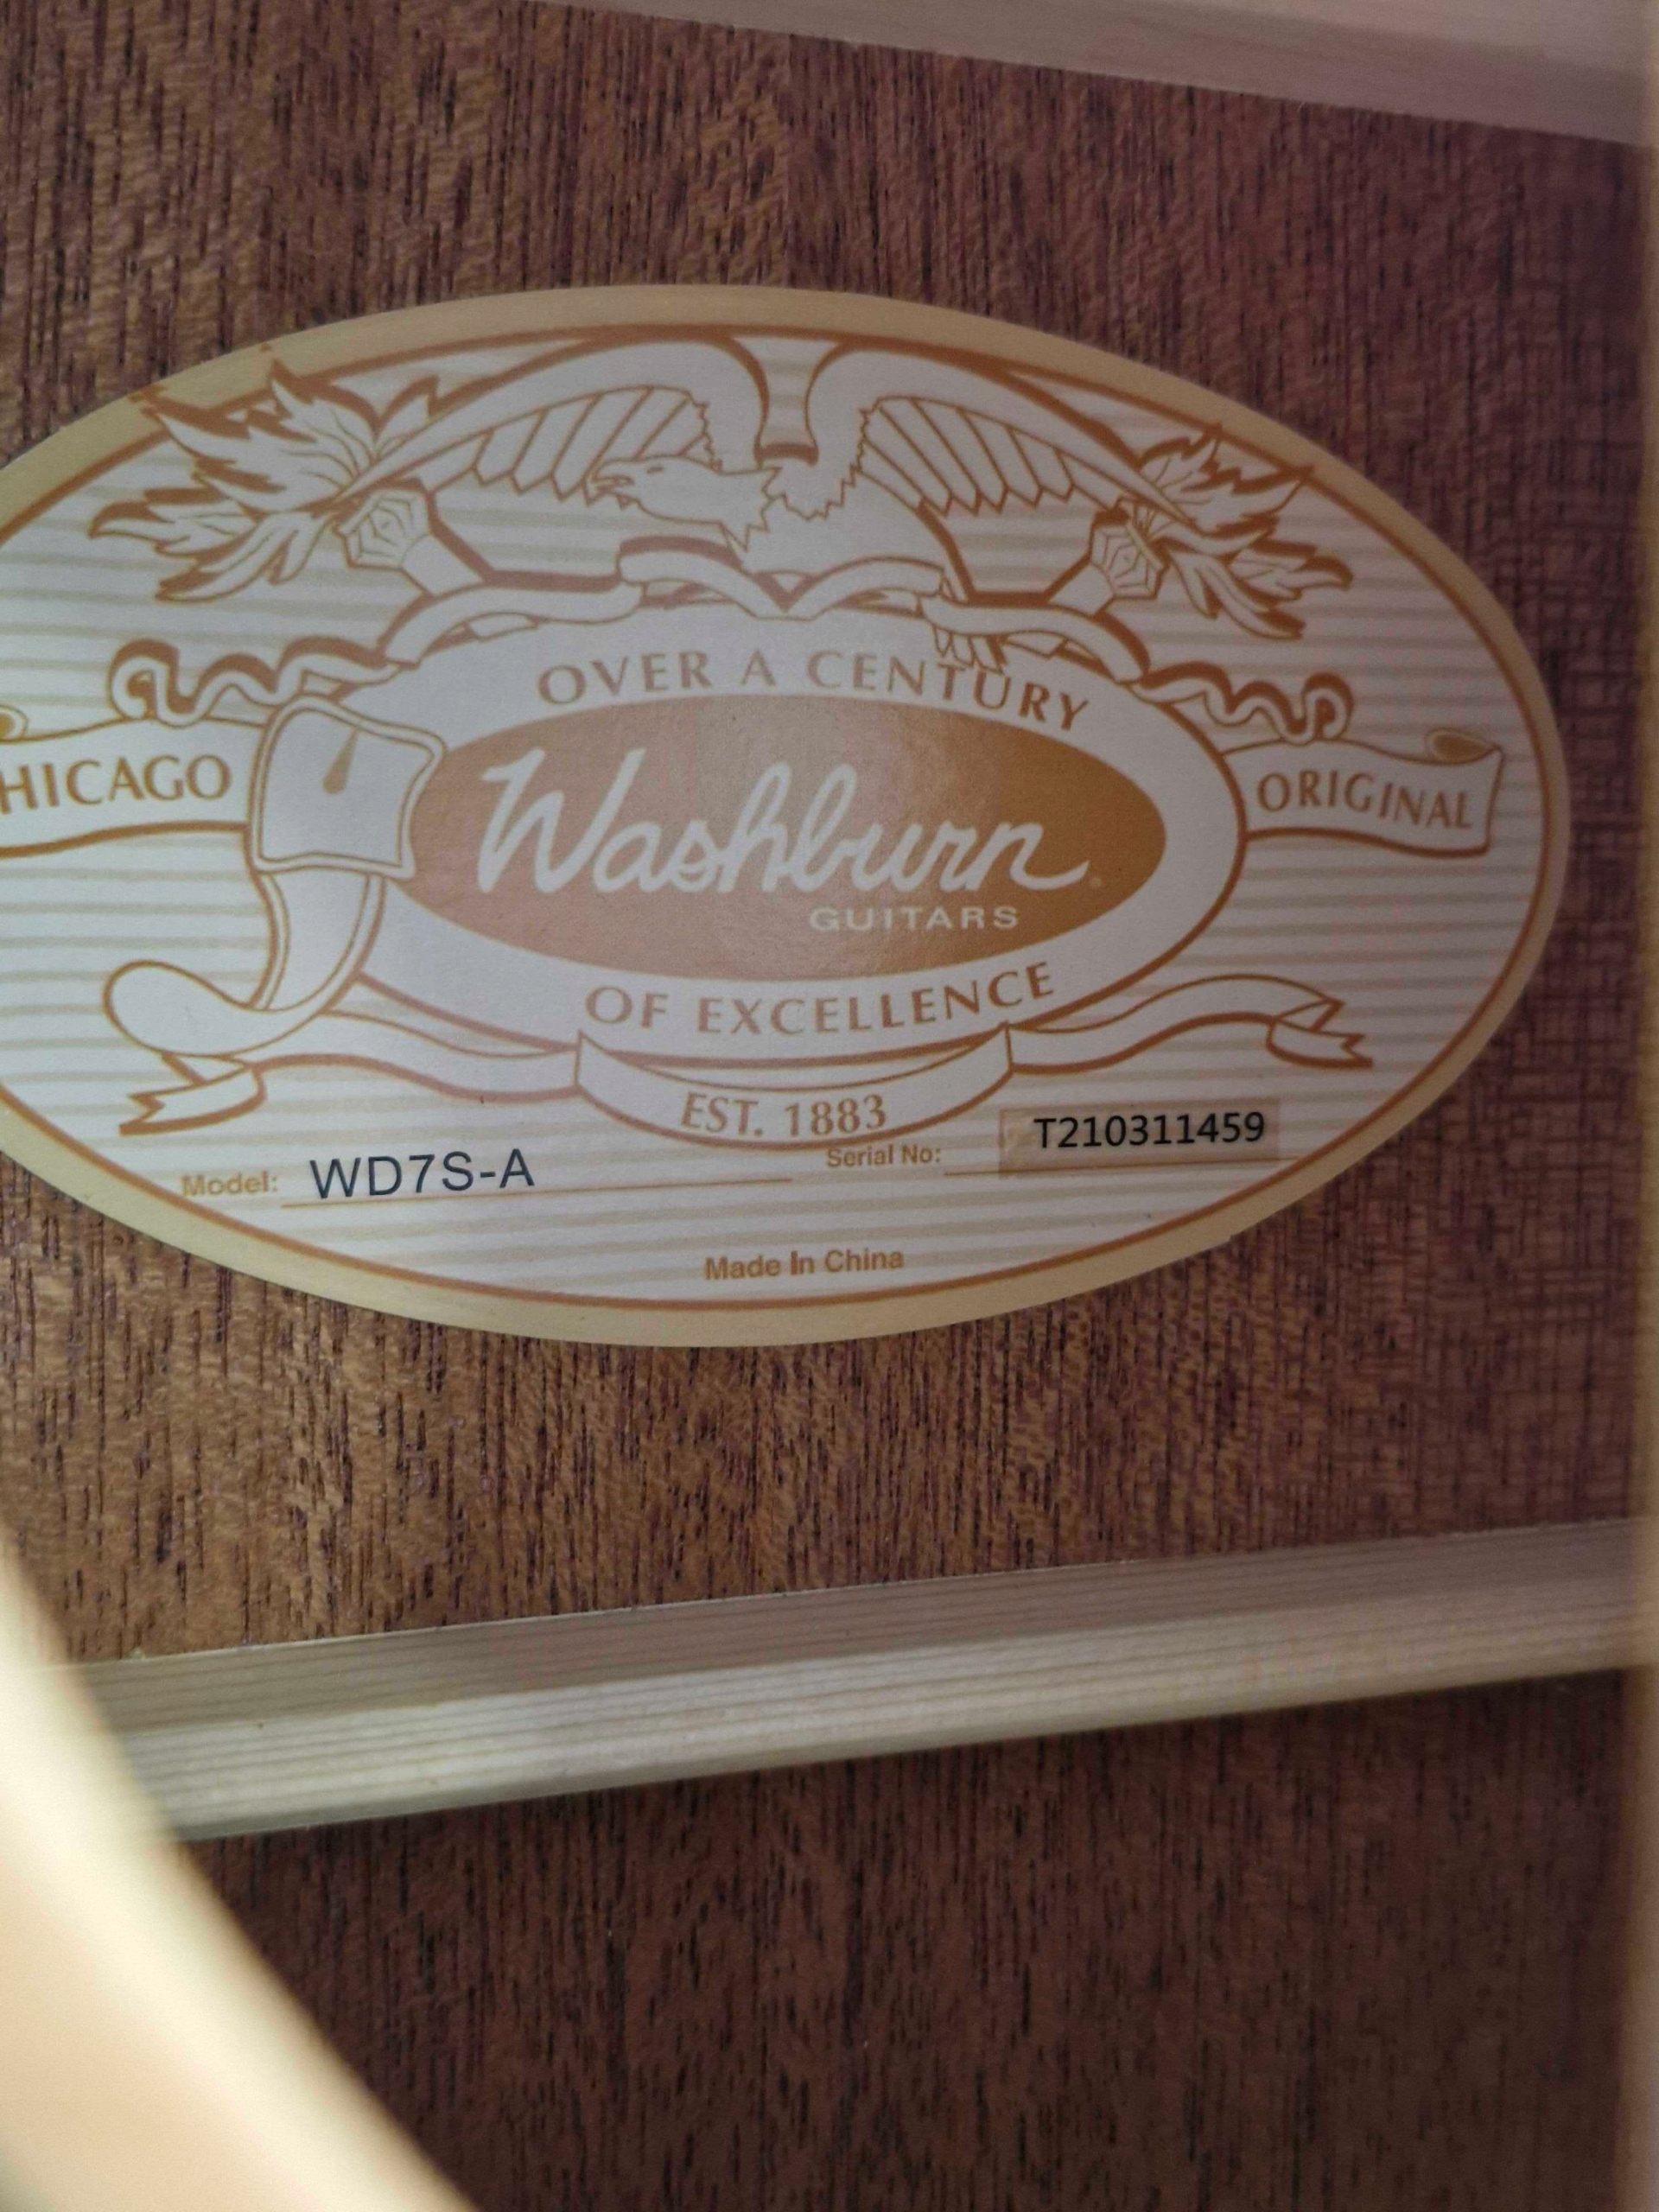 OVER A CENTURY
HICAGO
ORIGINAL
Washburn
GUITARS
OF EXCELLENCE
EST. 1883
Model: WD7S-A
Serial No: T210311459
Made In China